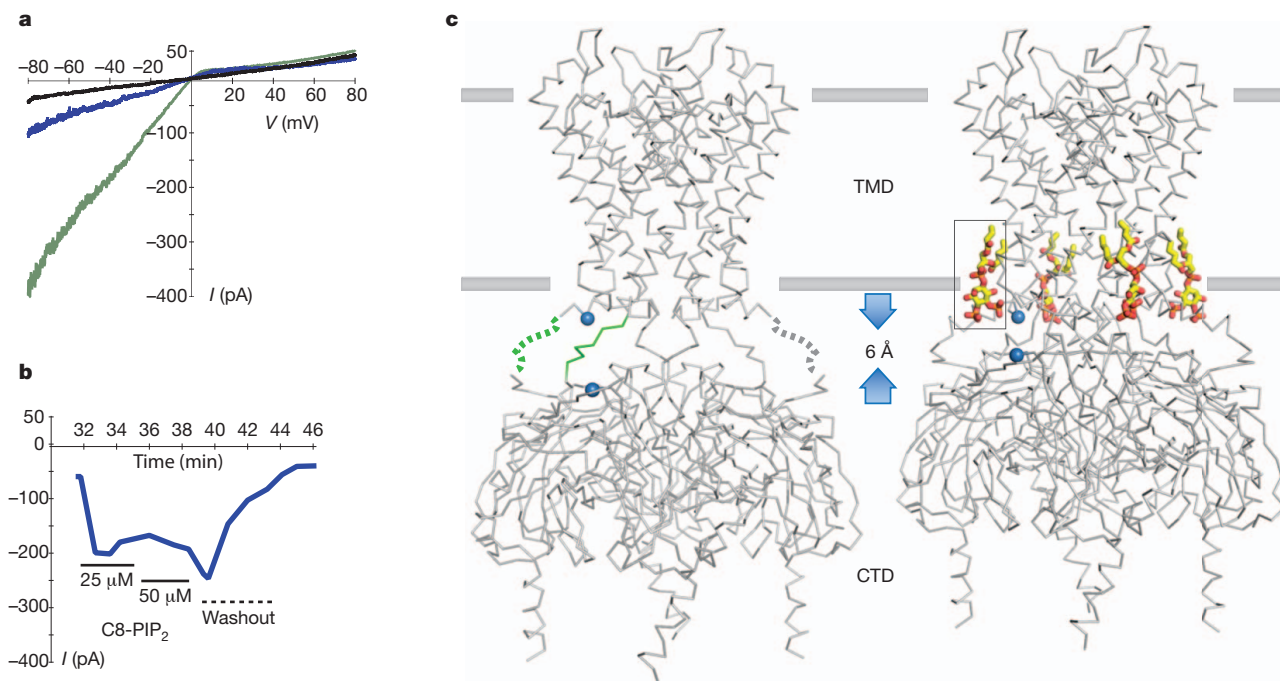 a
50
−80 −60 −40 −20
20 40 60 80
V (mV)
−100
−200
−300
−400
I (pA)
b
50
0
32 34 36 38 40 42 44 46
Time (min)
−100
−200
25 μM
50 μM
−300
Washout
C8-PIP2
−400
I (pA)
c
TMD
6 Å
CTD